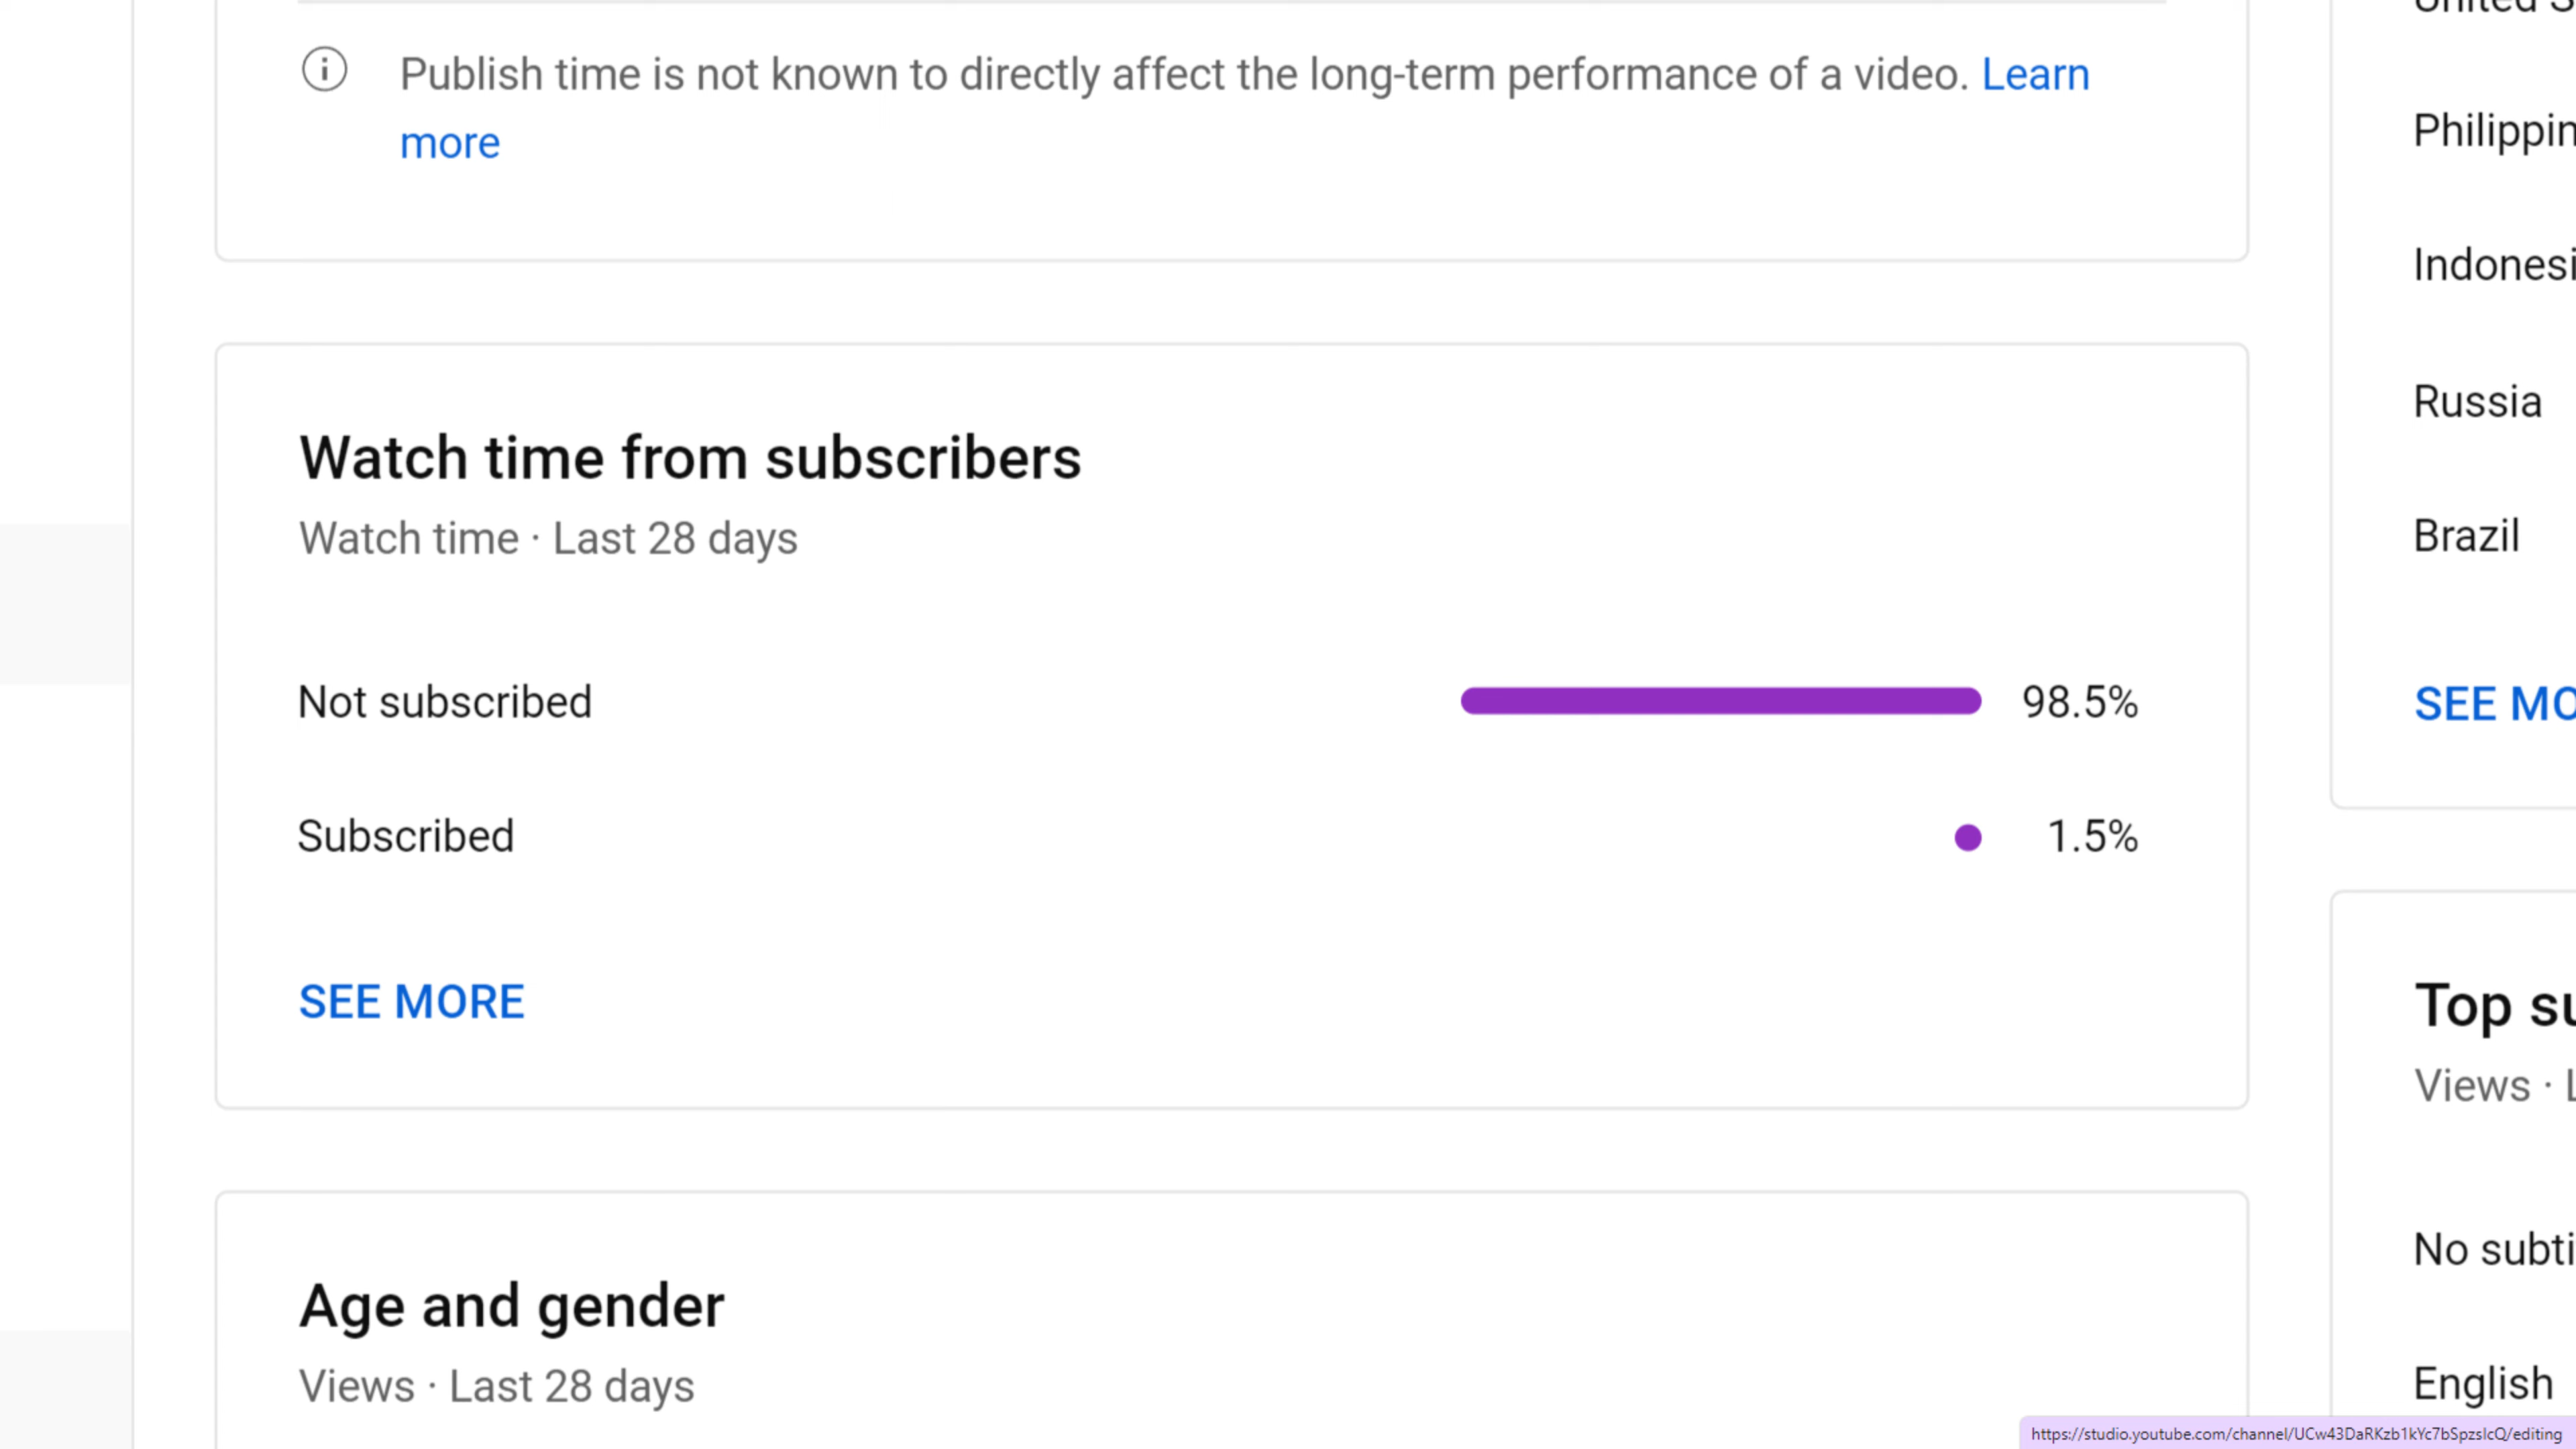 Publish time is not known to directly affect the long-term performance of a video. Learn
more
Watch time from subscribers
Watch time · Last 28 days
Not subscribed 98.5%
Subscribed 1.5%
SEE MORE
Age and gender
Views · Last 28 days
Philippin
Indonesi
Russia
Brazil
SEE MO
Top su
Views · L
No subti
English
https://studio.youtube.com/channel/UCw43DaRKzb1kYc7bSpzslcQ/editing